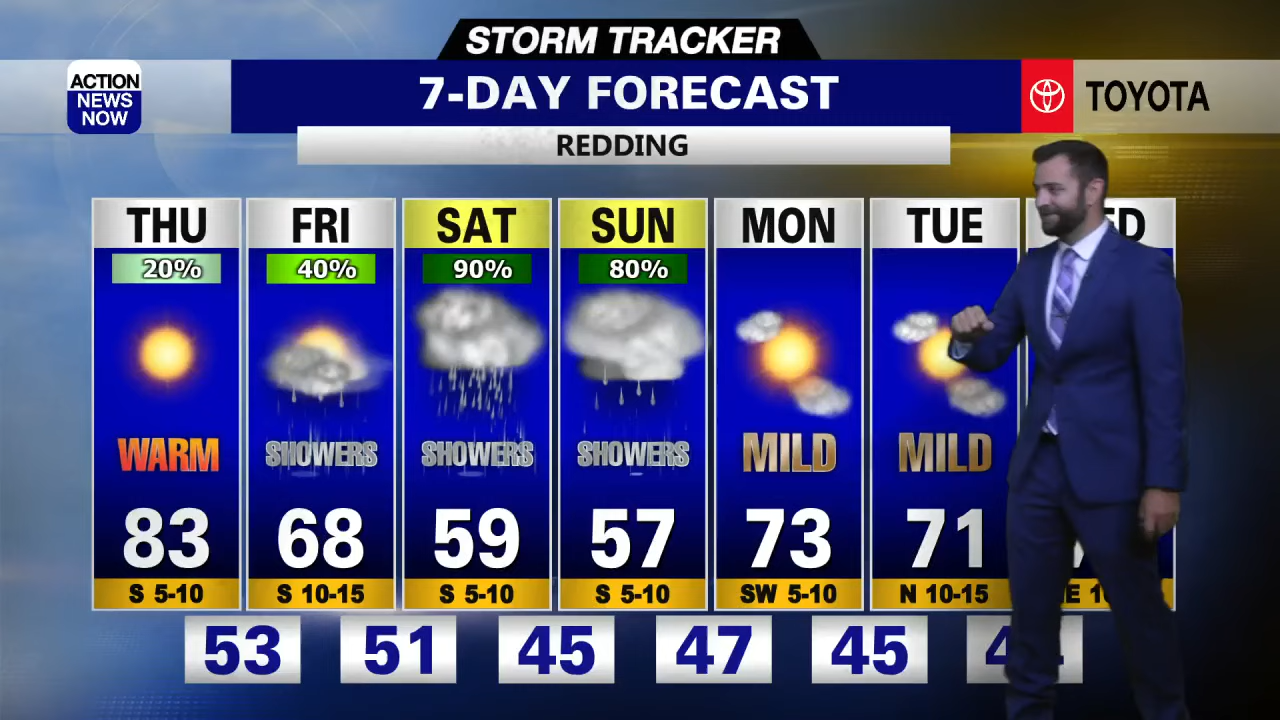 STORM TRACKER
ACTION
NEWS
NOW
7-DAY FORECAST
TOYOTA
REDDING
THU FRI SAT SUN MON TUE
20% 40% 90% 80%
WARM SHOWERS SHOWERS SHOWERS MILD MILD
83 68 59 57 73 71
S 5-10 S 10-15 S 5-10 S 5-10 SW 5-10 N 10-15
53 51 45 47 45